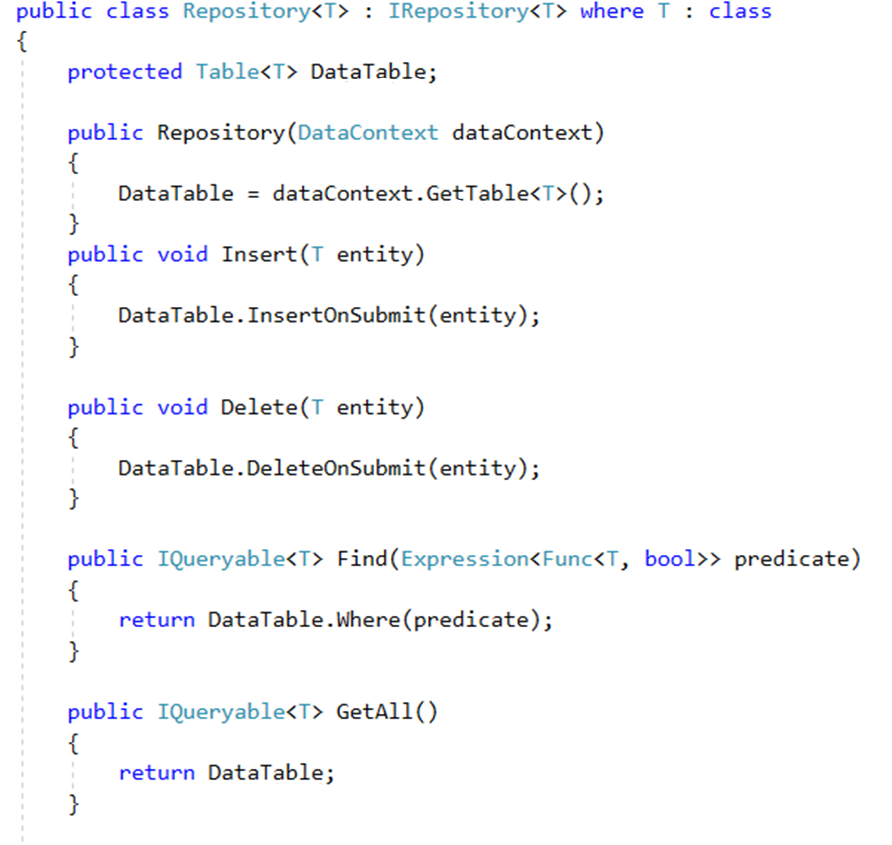 public class Repository<T> : IRepository<T> where T : class
{
protected Table<T> DataTable;
public Repository(DataContext dataContext)
{
DataTable = dataContext.GetTable<T>();
}
public void Insert(T entity)
{
DataTable.InsertOnSubmit(entity);
}
public void Delete(T entity)
{
DataTable.DeleteOnSubmit(entity);
}
public IQueryable<T> Find(Expression<Func<T, bool>> predicate)
{
return DataTable.Where(predicate);
}
public IQueryable<T> GetAll()
{
return DataTable;
}